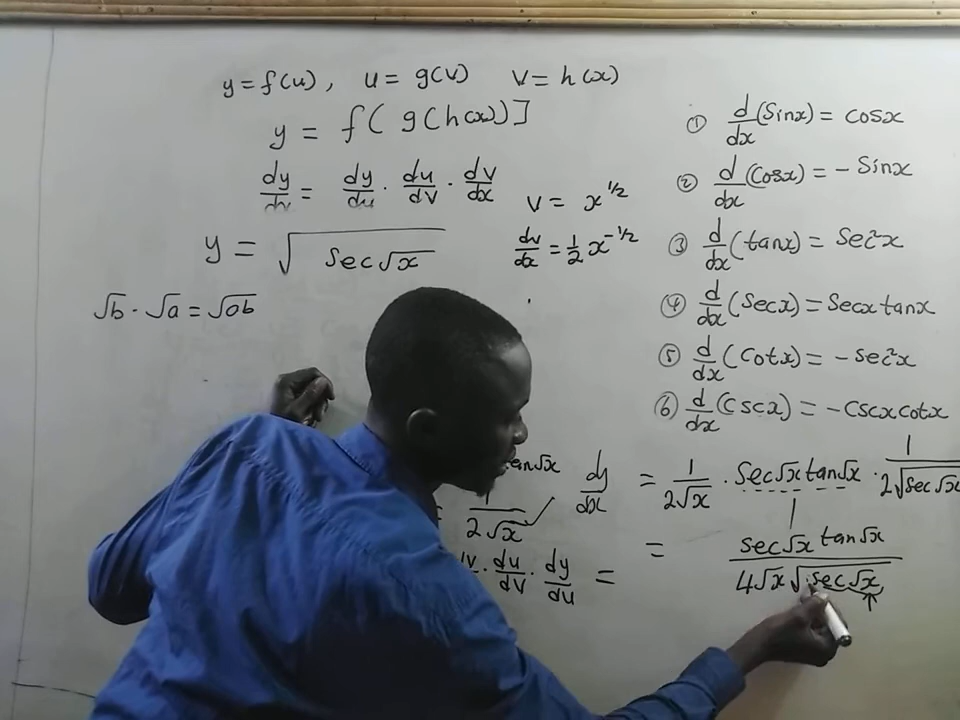 y = f(u), u = g(v) v = h(x)
y = f( g(h(x))]
dy/dx = dy/du · du/dv · dv/dx
v = x^1/2
y = √sec√x
dv/dx = 1/2 x^-1/2
√b · √a = √ab
① d/dx (Sinx) = cosx
② d/dx (Cosx) = - Sinx
③ d/dx (tanx) = Sec²x
④ d/dx (Secx) = Secx tanx
⑤ d/dx (Cotx) = - Sec²x
⑥ d/dx (Cscx) = - Cscx cotx
tan√x
1/2√x
dy/dx = 1/2√x · Sec√x tan√x · 1/2√sec√x
· du/dv · dy/du =
= sec√x tan√x / 4√x √sec√x